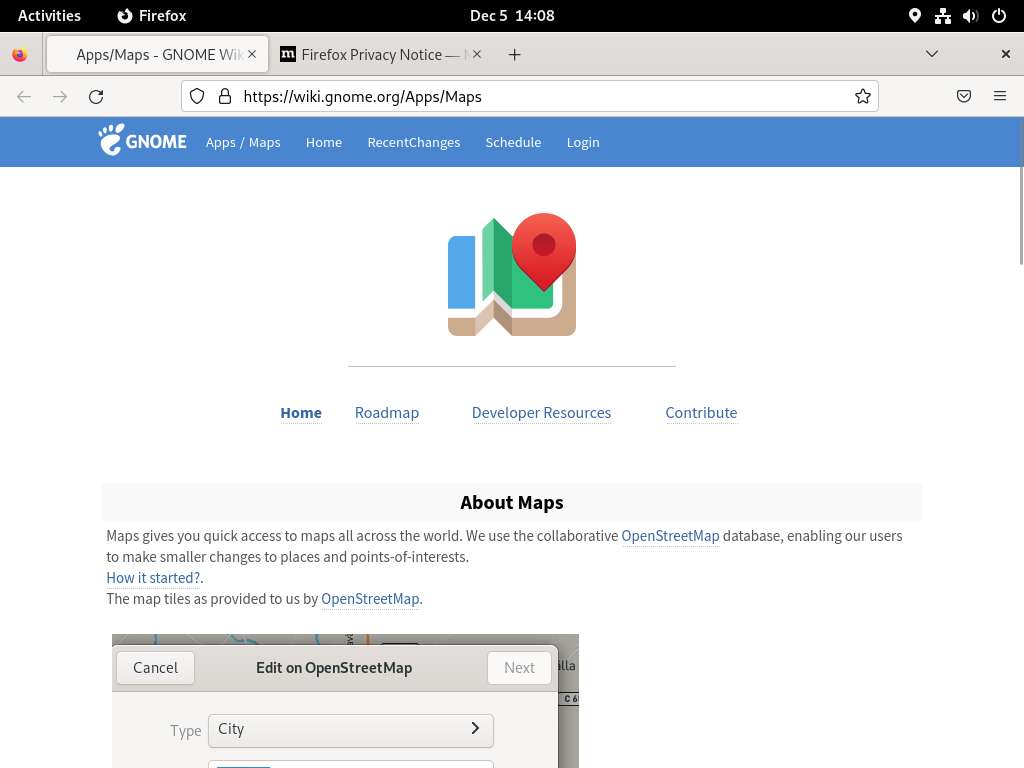 Activities Firefox Dec 5 14:08
Apps/Maps - GNOME Wik Firefox Privacy Notice —
https://wiki.gnome.org/Apps/Maps
GNOME Apps / Maps Home RecentChanges Schedule Login
Home Roadmap Developer Resources Contribute
About Maps
Maps gives you quick access to maps all across the world. We use the collaborative OpenStreetMap database, enabling our users
to make smaller changes to places and points-of-interests.
How it started?.
The map tiles as provided to us by OpenStreetMap.
Cancel Edit on OpenStreetMap Next
Type City